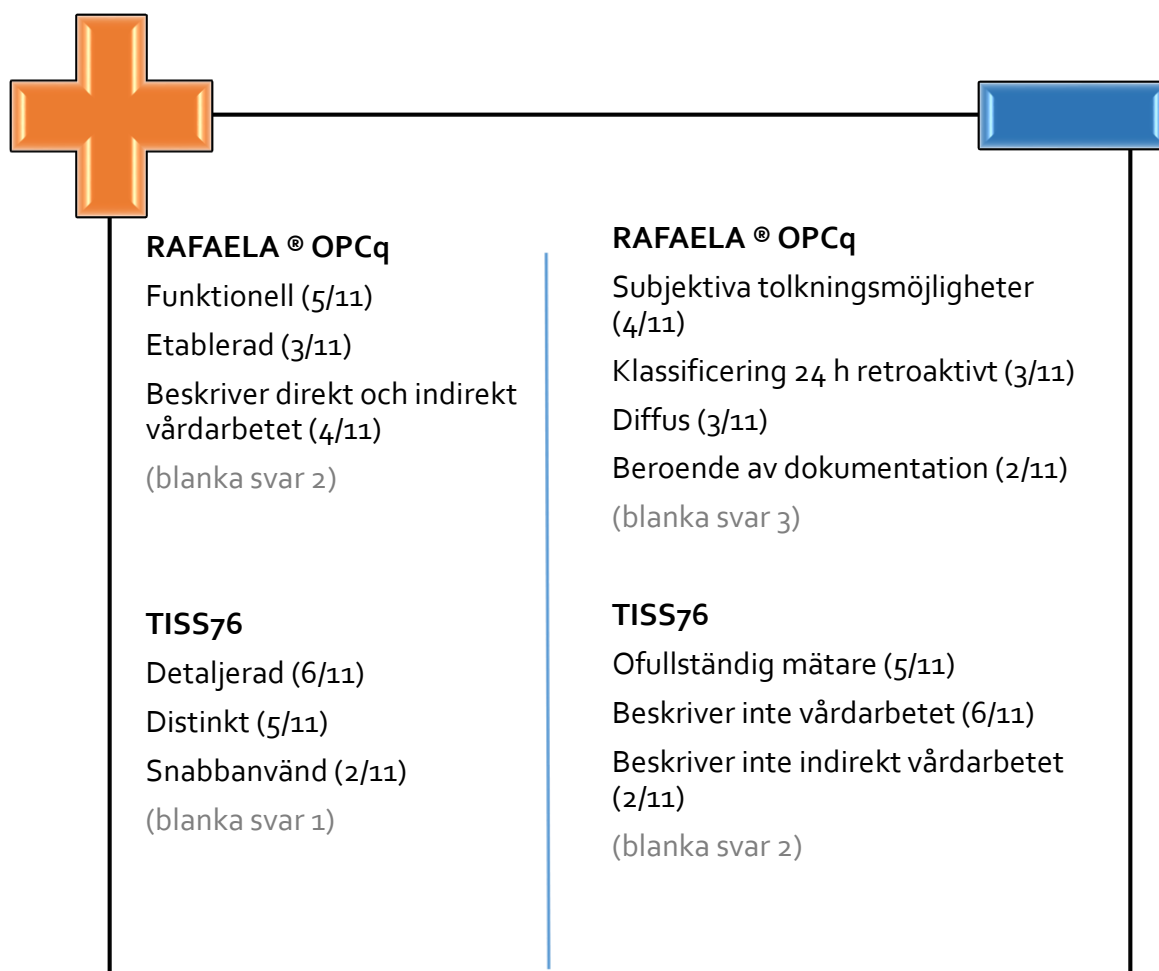 RAFAELA ® OPCq
Funktionell (5/11)
Etablerad (3/11)
Beskriver direkt och indirekt
vårdarbetet (4/11)
(blanka svar 2)
TISS76
Detaljerad (6/11)
Distinkt (5/11)
Snabbanvänd (2/11)
(blanka svar 1)
RAFAELA ® OPCq
Subjektiva tolkningsmöjligheter
(4/11)
Klassificering 24 h retroaktivt (3/11)
Diffus (3/11)
Beroende av dokumentation (2/11)
(blanka svar 3)
TISS76
Ofullständig mätare (5/11)
Beskriver inte vårdarbetet (6/11)
Beskriver inte indirekt vårdarbetet
(2/11)
(blanka svar 2)